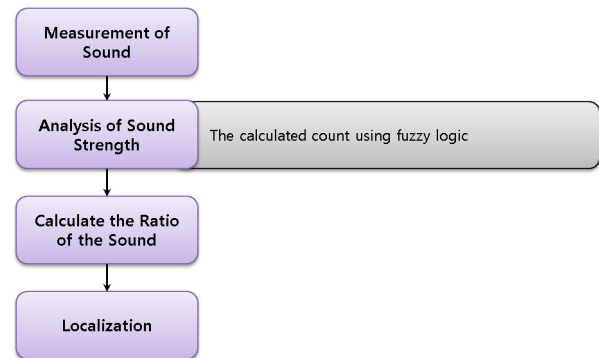 Measurement of
Sound
Analysis of Sound
Strength
The calculated count using fuzzy logic
Calculate the Ratio
of the Sound
Localization